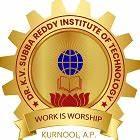 DR. K.V. SUBBA REDDY INSTITUTE OF TECHNOLOGY
WORK IS WORSHIP
KURNOOL, A.P.